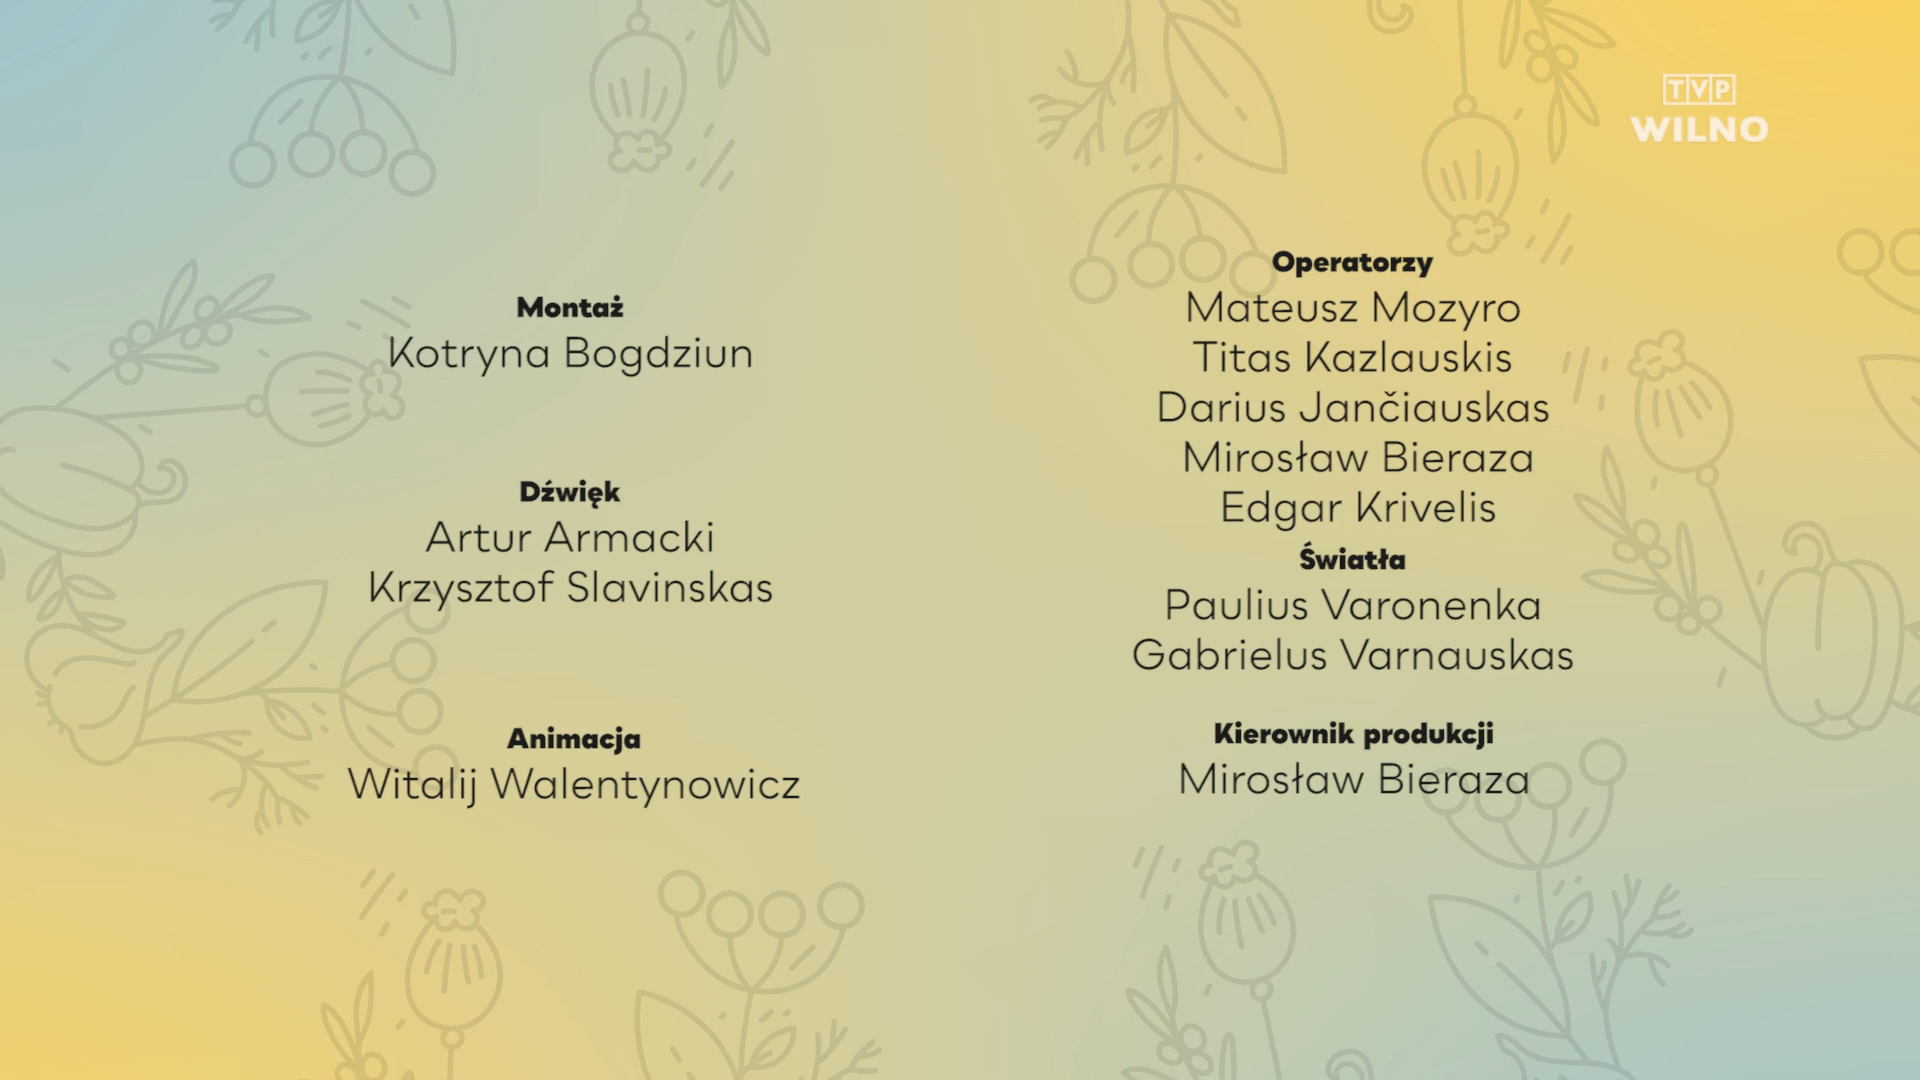 TVP
WILNO
Montaż
Kotryna Bogdziun
Dźwięk
Artur Armacki
Krzysztof Slavinskas
Animacja
Witalij Walentynowicz
Operatorzy
Mateusz Mozyro
Titas Kazlauskis
Darius Jančiauskas
Mirosław Bieraza
Edgar Krivelis
Światła
Paulius Varonenka
Gabrielus Varnauskas
Kierownik produkcji
Mirosław Bieraza